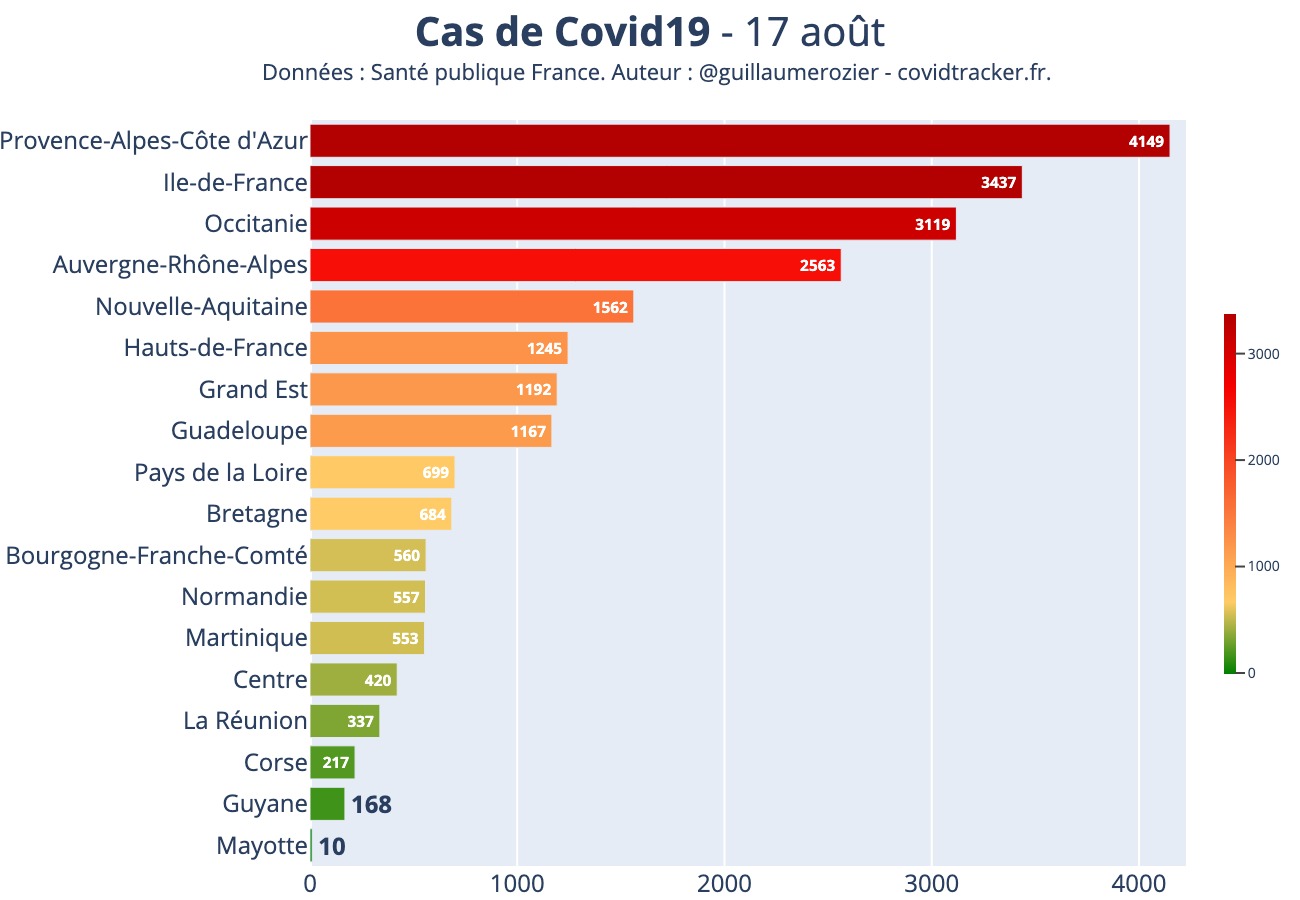 Cas de Covid19 - 17 août
Données : Santé publique France. Auteur : @guillaumerozier - covidtracker.fr.
Provence-Alpes-Côte d'Azur 4149
Ile-de-France 3437
Occitanie 3119
Auvergne-Rhône-Alpes 2563
Nouvelle-Aquitaine 1562
Hauts-de-France 1245
Grand Est 1192
Guadeloupe 1167
Pays de la Loire 699
Bretagne 684
Bourgogne-Franche-Comté 560
Normandie 557
Martinique 553
Centre 420
La Réunion 337
Corse 217
Guyane 168
Mayotte 10
0 1000 2000 3000 4000
3000
2000
1000
0